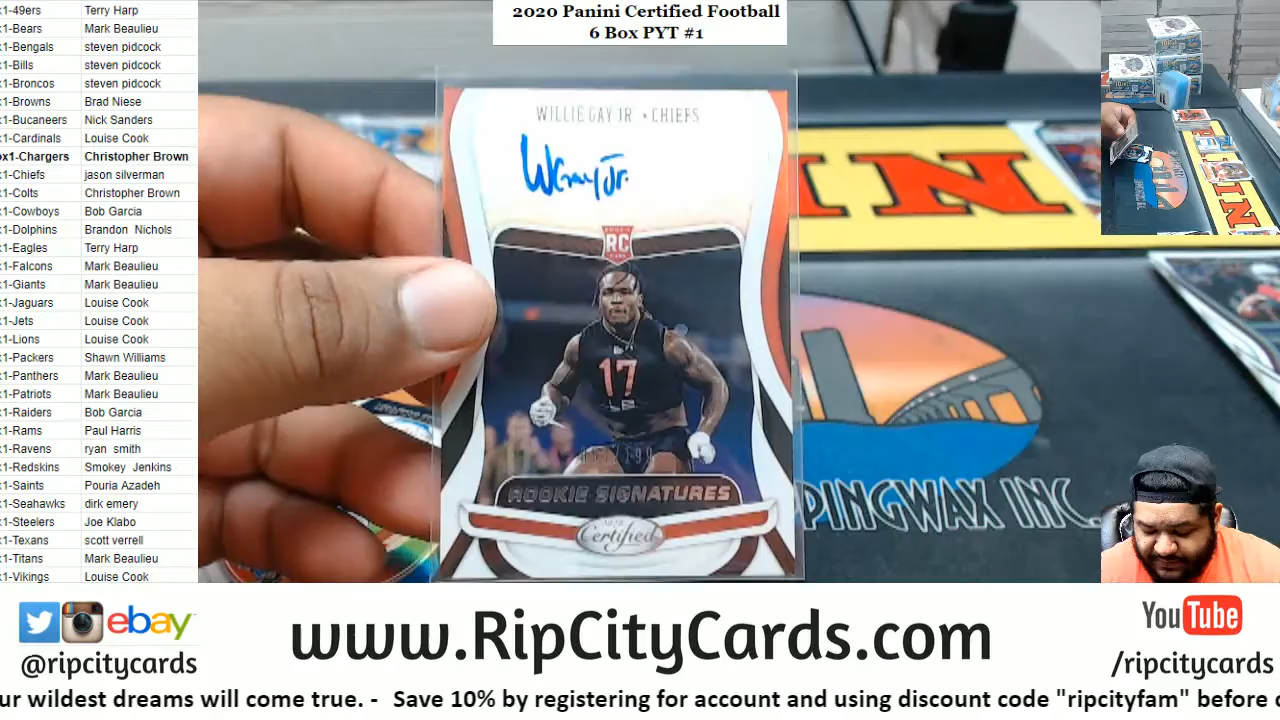 x1-49ers Terry Harp
x1-Bears Mark Beaulieu
x1-Bengals steven pidcock
x1-Bills steven pidcock
x1-Broncos steven pidcock
x1-Browns Brad Niese
x1-Bucaneers Nick Sanders
x1-Cardinals Louise Cook
ox1-Chargers Christopher Brown
x1-Chiefs jason silverman
x1-Colts Christopher Brown
x1-Cowboys Bob Garcia
x1-Dolphins Brandon Nichols
x1-Eagles Terry Harp
x1-Falcons Mark Beaulieu
x1-Giants Mark Beaulieu
x1-Jaguars Louise Cook
x1-Jets Louise Cook
x1-Lions Louise Cook
x1-Packers Shawn Williams
x1-Panthers Mark Beaulieu
x1-Patriots Mark Beaulieu
x1-Raiders Bob Garcia
x1-Rams Paul Harris
x1-Ravens ryan smith
x1-Redskins Smokey Jenkins
x1-Saints Pouria Azadeh
x1-Seahawks dirk emery
x1-Steelers Joe Klabo
x1-Texans scott verrell
x1-Titans Mark Beaulieu
x1-Vikings Louise Cook
2020 Panini Certified Football
6 Box PYT #1
WILLIE GAY JR • CHIEFS
ROOKIE
RC
17
ROOKIE SIGNATURES
2020
Certified
IN
PPINGWAX INC.
ebay
@ripcitycards
www.RipCityCards.com
YouTube
/ripcitycards
ur wildest dreams will come true. - Save 10% by registering for account and using discount code "ripcityfam" before c